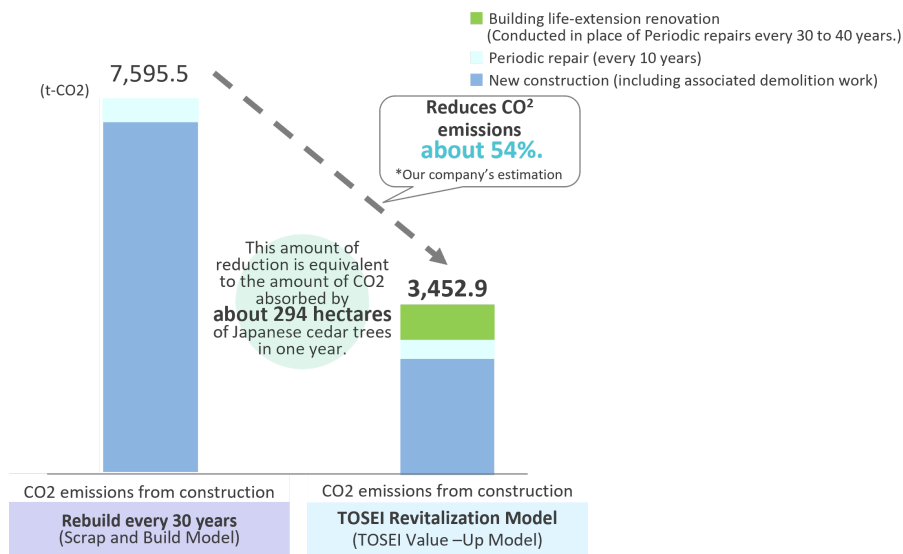 Building life-extension renovation
(Conducted in place of Periodic repairs every 30 to 40 years.)
Periodic repair (every 10 years)
New construction (including associated demolition work)
7,595.5
(t-CO2)
Reduces CO²
emissions
about 54%.
*Our company's estimation
This amount of
reduction is equivalent
to the amount of CO2
absorbed by
about 294 hectares
of Japanese cedar trees
in one year.
3,452.9
CO2 emissions from construction
Rebuild every 30 years
(Scrap and Build Model)
CO2 emissions from construction
TOSEI Revitalization Model
(TOSEI Value –Up Model)